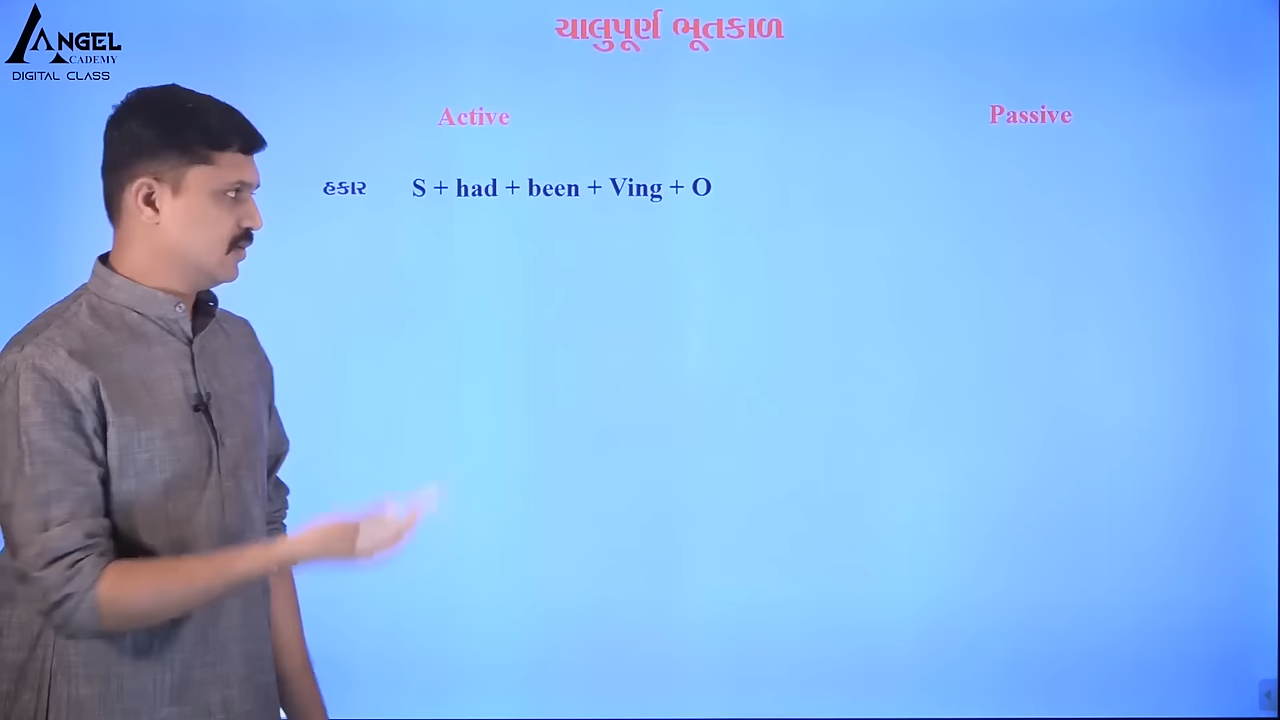 ANGEL
ACADEMY
DIGITAL CLASS
ચાલુપૂર્ણ ભૂતકાળ
Active Passive
હકાર S + had + been + Ving + O